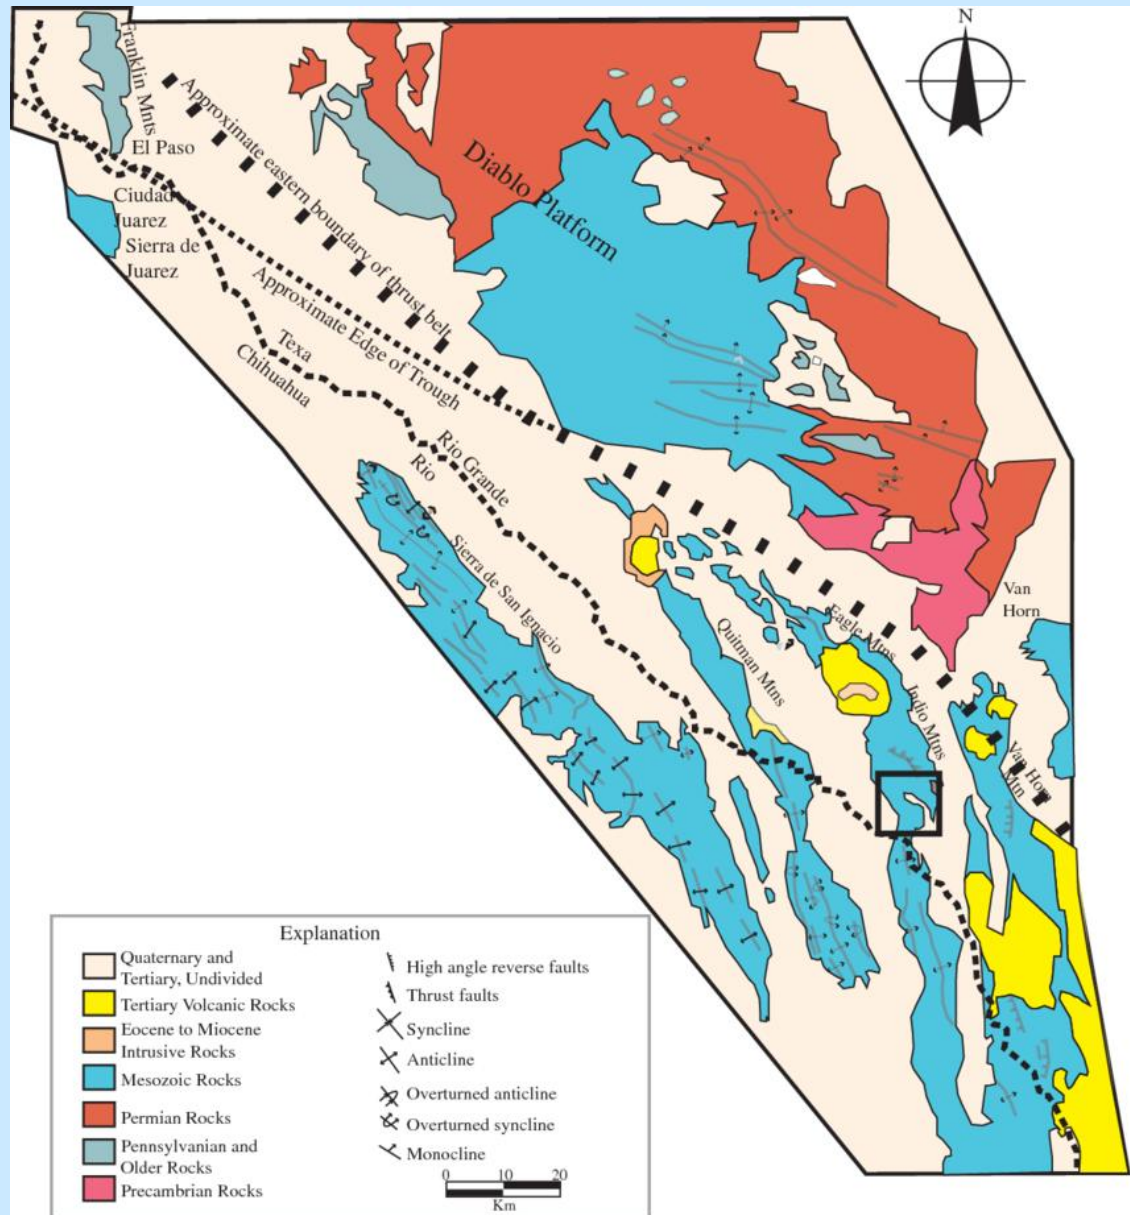 N
Franklin Mnts
El Paso
Ciudad
Juarez
Sierra de
Juarez
Approximate eastern boundary of thrust belt
Approximate Edge of Trough
Diablo Platform
Texa
Chihuahua
Rio Grande
Rio
Sierra de San Ignacio
Quitman Mtns
Eagle Mtns
Indio Mtns
Van
Horn
Van Horn
Mtn
Explanation
Quaternary and
Tertiary, Undivided
Tertiary Volcanic Rocks
Eocene to Miocene
Intrusive Rocks
Mesozoic Rocks
Permian Rocks
Pennsylvanian and
Older Rocks
Precambrian Rocks
High angle reverse faults
Thrust faults
Syncline
Anticline
Overturned anticline
Overturned syncline
Monocline
0 10 20
Km